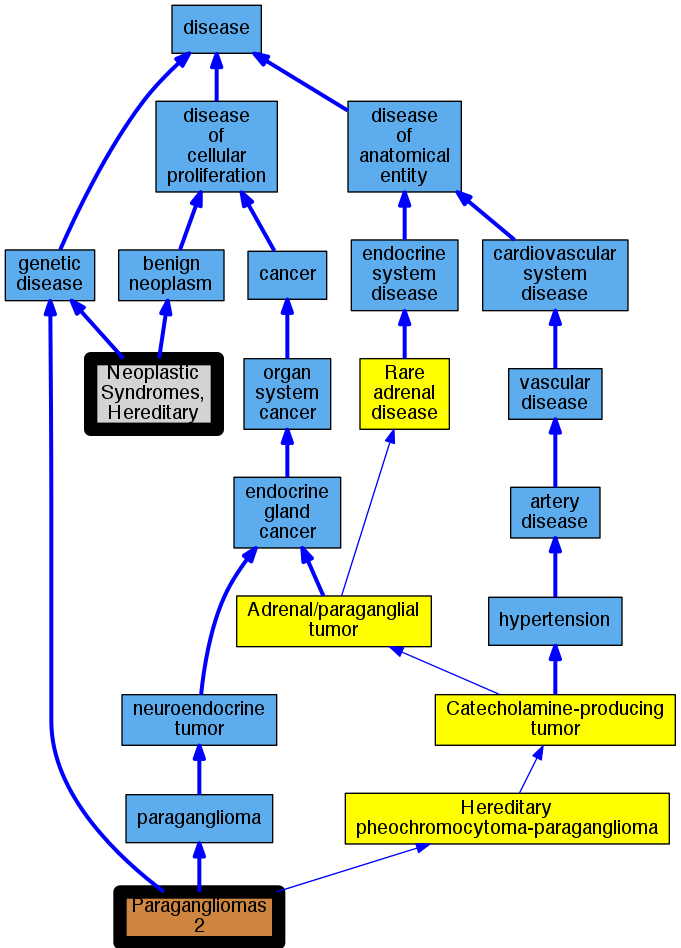 disease
disease
of
cellular
proliferation
disease
of
anatomical
entity
genetic
disease
benign
neoplasm
cancer
endocrine
system
disease
cardiovascular
system
disease
Neoplastic
Syndromes,
Hereditary
organ
system
cancer
Rare
adrenal
disease
vascular
disease
endocrine
gland
cancer
artery
disease
Adrenal/paraganglial
tumor
hypertension
neuroendocrine
tumor
Catecholamine-producing
tumor
paraganglioma
Hereditary
pheochromocytoma-paraganglioma
Paragangliomas
2